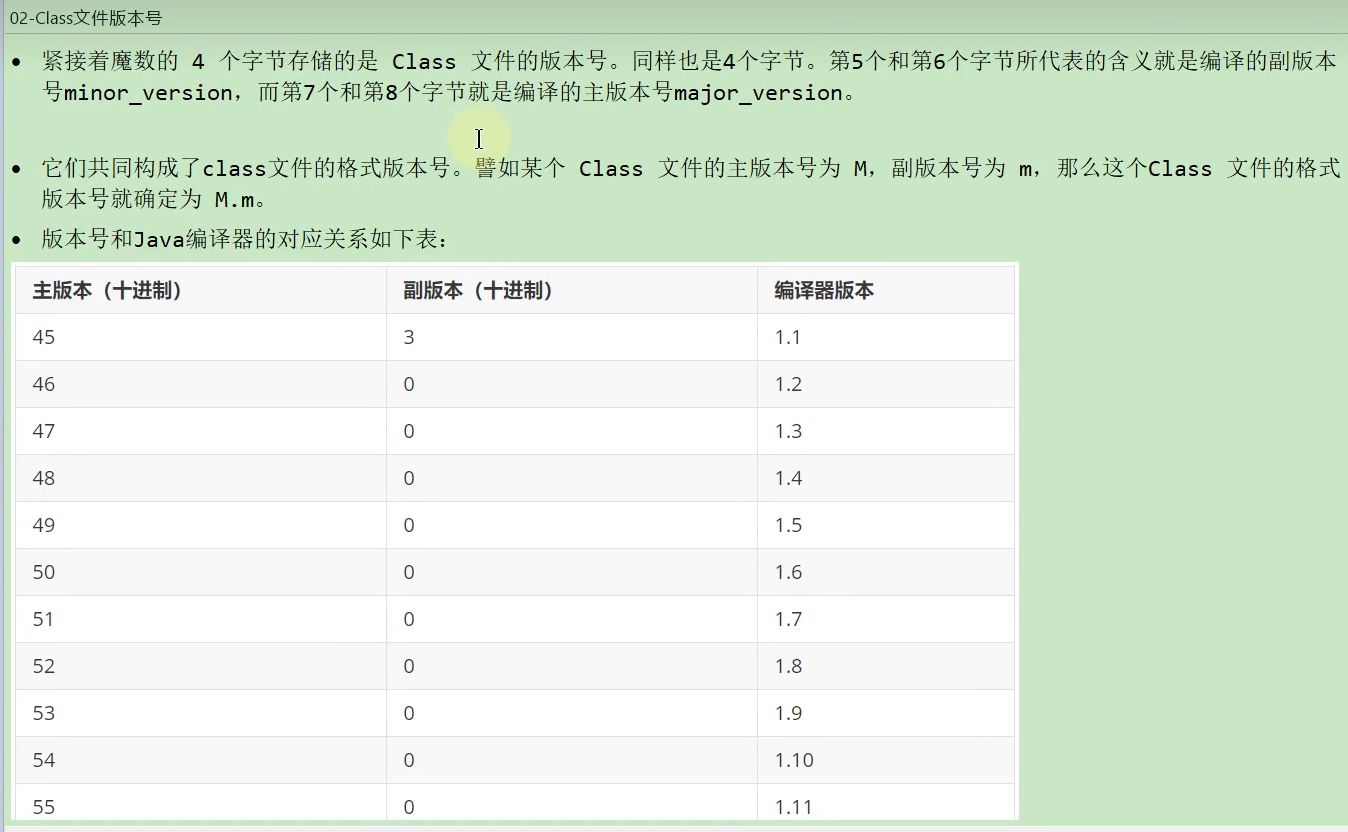 02-Class文件版本号
• 紧接着魔数的 4 个字节存储的是 Class 文件的版本号。同样也是4个字节。第5个和第6个字节所代表的含义就是编译的副版本
号minor_version，而第7个和第8个字节就是编译的主版本号major_version。
• 它们共同构成了class文件的格式版本号。譬如某个 Class 文件的主版本号为 M，副版本号为 m，那么这个Class 文件的格式
版本号就确定为 M.m。
• 版本号和Java编译器的对应关系如下表：
主版本（十进制） 副版本（十进制） 编译器版本
45 3 1.1
46 0 1.2
47 0 1.3
48 0 1.4
49 0 1.5
50 0 1.6
51 0 1.7
52 0 1.8
53 0 1.9
54 0 1.10
55 0 1.11